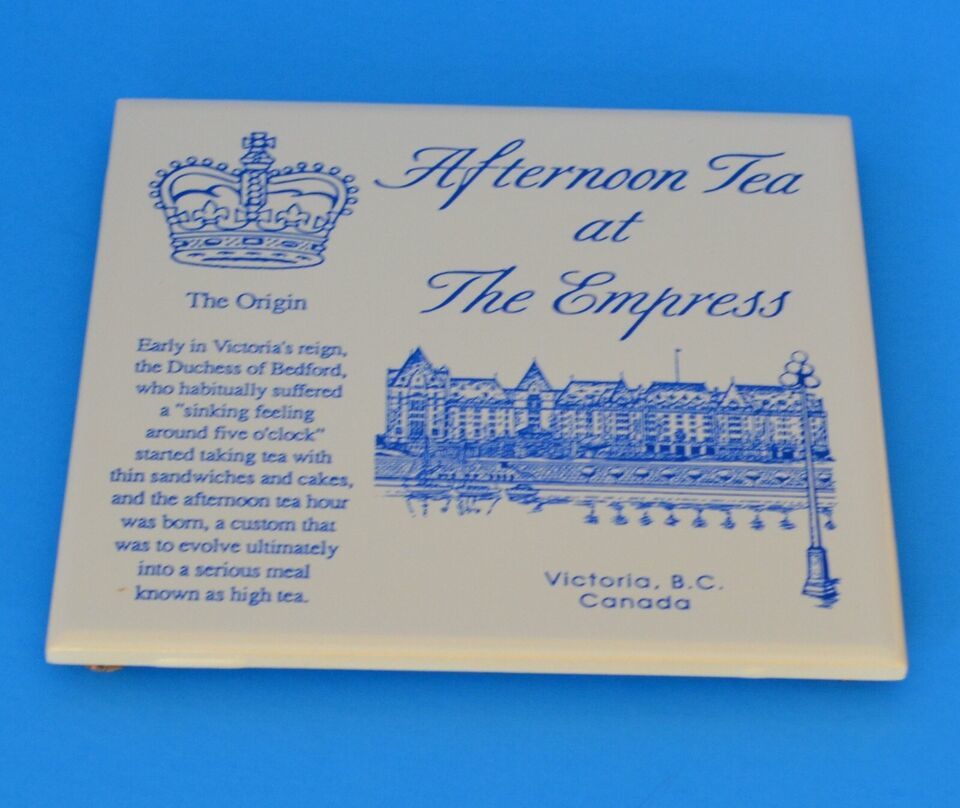 Afternoon Tea
at
The Empress
The Origin
Early in Victoria's reign,
the Duchess of Bedford,
who habitually suffered
a "sinking feeling
around five o'clock"
started taking tea with
thin sandwiches and cakes,
and the afternoon tea hour
was born, a custom that
was to evolve ultimately
into a serious meal
known as high tea.
Victoria, B.C.
Canada